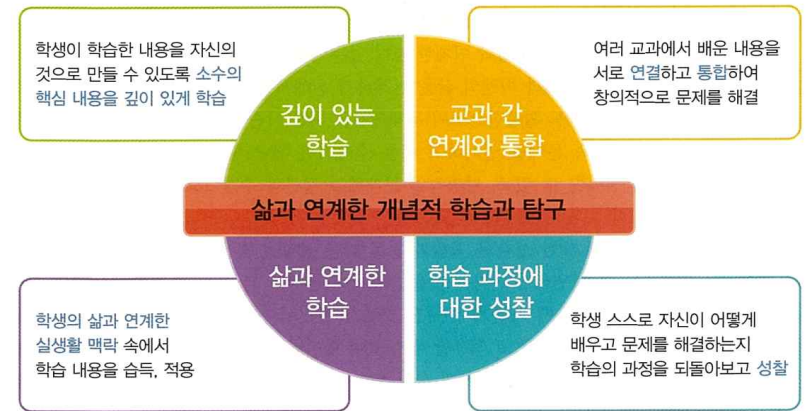 학생이 학습한 내용을 자신의
것으로 만들 수 있도록 소수의
핵심 내용을 깊이 있게 학습
여러 교과에서 배운 내용을
서로 연결하고 통합하여
창의적으로 문제를 해결
깊이 있는
학습
교과 간
연계와 통합
삶과 연계한 개념적 학습과 탐구
삶과 연계한
학습
학습 과정에
대한 성찰
학생의 삶과 연계한
실생활 맥락 속에서
학습 내용을 습득, 적용
학생 스스로 자신이 어떻게
배우고 문제를 해결하는지
학습의 과정을 되돌아보고 성찰